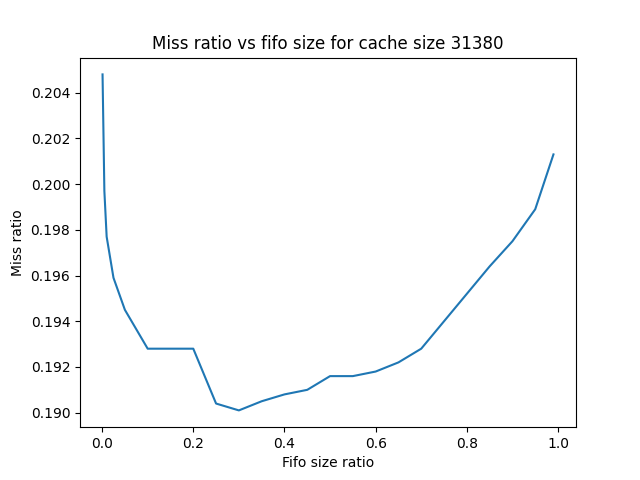 Miss ratio vs fifo size for cache size 31380
0.204
0.202
0.200
0.198
0.196
0.194
0.192
0.190
Miss ratio
0.0 0.2 0.4 0.6 0.8 1.0
Fifo size ratio